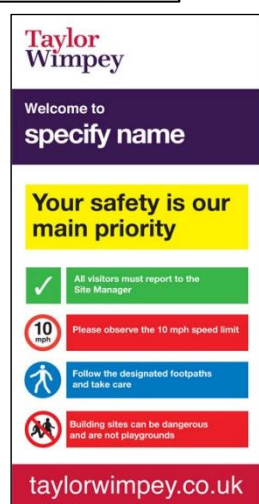 Taylor
Wimpey
Welcome to
specify name
Your safety is our
main priority
All visitors must report to the
Site Manager
10
mph
Please observe the 10 mph speed limit
Follow the designated footpaths
and take care
Building sites can be dangerous
and are not playgrounds
taylorwimpey.co.uk